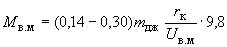 Mв.м = (0,14 – 0,30)mдж rк / Uв.м · 9,8